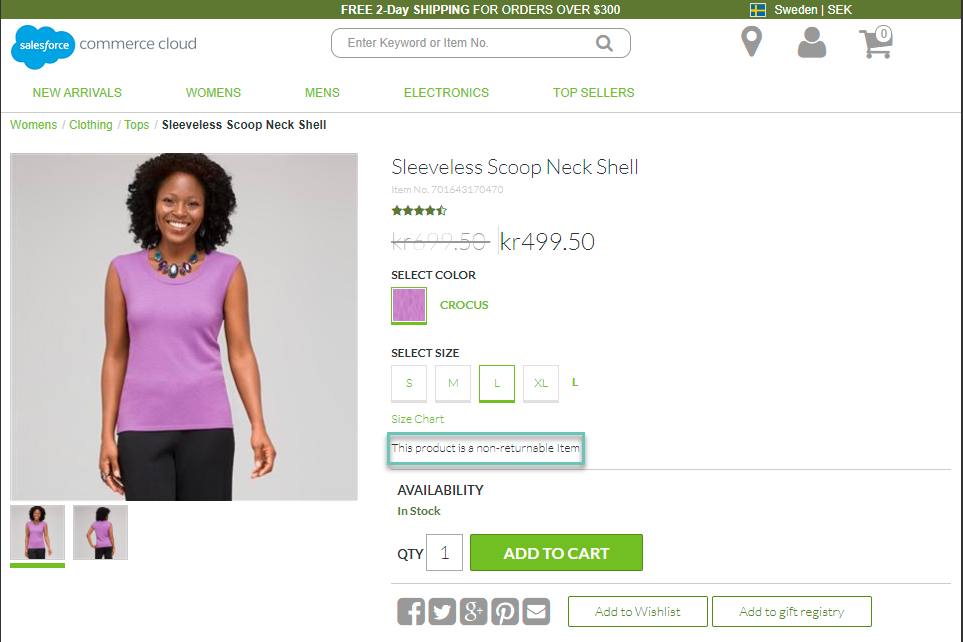 FREE 2-Day SHIPPING FOR ORDERS OVER $300
Sweden | SEK
salesforce commerce cloud
Enter Keyword or Item No.
0
NEW ARRIVALS WOMENS MENS ELECTRONICS TOP SELLERS
Womens / Clothing / Tops / Sleeveless Scoop Neck Shell
Sleeveless Scoop Neck Shell
Item No. 701643170470
kr699.50 kr499.50
SELECT COLOR
CROCUS
SELECT SIZE
S M L XL L
Size Chart
This product is a non-returnable Item
AVAILABILITY
In Stock
QTY 1 ADD TO CART
Add to Wishlist Add to gift registry